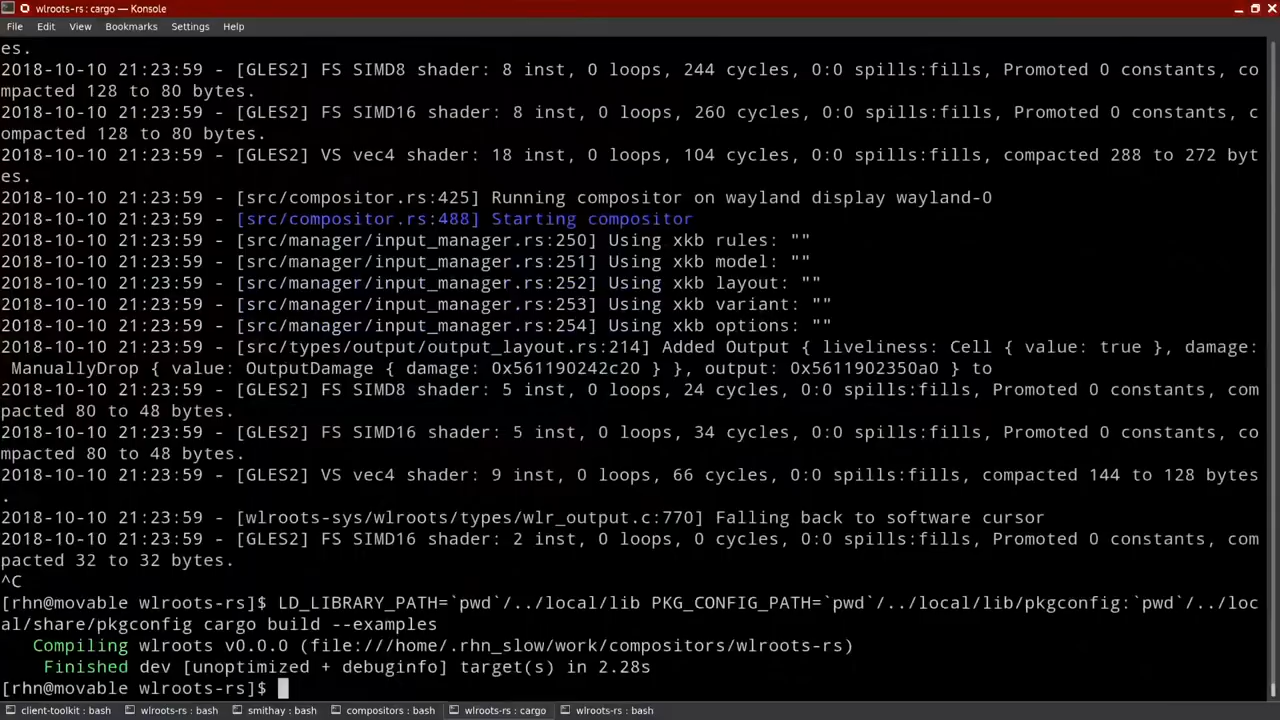 wlroots-rs : cargo — Konsole
File Edit View Bookmarks Settings Help
es.
2018-10-10 21:23:59 - [GLES2] FS SIMD8 shader: 8 inst, 0 loops, 244 cycles, 0:0 spills:fills, Promoted 0 constants, co
mpacted 128 to 80 bytes.
2018-10-10 21:23:59 - [GLES2] FS SIMD16 shader: 8 inst, 0 loops, 260 cycles, 0:0 spills:fills, Promoted 0 constants, c
ompacted 128 to 80 bytes.
2018-10-10 21:23:59 - [GLES2] VS vec4 shader: 18 inst, 0 loops, 104 cycles, 0:0 spills:fills, compacted 288 to 272 byt
es.
2018-10-10 21:23:59 - [src/compositor.rs:425] Running compositor on wayland display wayland-0
2018-10-10 21:23:59 - [src/compositor.rs:488] Starting compositor
2018-10-10 21:23:59 - [src/manager/input_manager.rs:250] Using xkb rules: ""
2018-10-10 21:23:59 - [src/manager/input_manager.rs:251] Using xkb model: ""
2018-10-10 21:23:59 - [src/manager/input_manager.rs:252] Using xkb layout: ""
2018-10-10 21:23:59 - [src/manager/input_manager.rs:253] Using xkb variant: ""
2018-10-10 21:23:59 - [src/manager/input_manager.rs:254] Using xkb options: ""
2018-10-10 21:23:59 - [src/types/output/output_layout.rs:214] Added Output { liveliness: Cell { value: true }, damage:
 ManuallyDrop { value: OutputDamage { damage: 0x561190242c20 } }, output: 0x5611902350a0 } to
2018-10-10 21:23:59 - [GLES2] FS SIMD8 shader: 5 inst, 0 loops, 24 cycles, 0:0 spills:fills, Promoted 0 constants, com
pacted 80 to 48 bytes.
2018-10-10 21:23:59 - [GLES2] FS SIMD16 shader: 5 inst, 0 loops, 34 cycles, 0:0 spills:fills, Promoted 0 constants, co
mpacted 80 to 48 bytes.
2018-10-10 21:23:59 - [GLES2] VS vec4 shader: 9 inst, 0 loops, 66 cycles, 0:0 spills:fills, compacted 144 to 128 bytes
.
2018-10-10 21:23:59 - [wlroots-sys/wlroots/types/wlr_output.c:770] Falling back to software cursor
2018-10-10 21:23:59 - [GLES2] FS SIMD16 shader: 2 inst, 0 loops, 0 cycles, 0:0 spills:fills, Promoted 0 constants, com
pacted 32 to 32 bytes.
^C
[rhn@movable wlroots-rs]$ LD_LIBRARY_PATH=`pwd`/../local/lib PKG_CONFIG_PATH=`pwd`/../local/lib/pkgconfig:`pwd`/../loc
al/share/pkgconfig cargo build --examples
   Compiling wlroots v0.0.0 (file:///home/.rhn_slow/work/compositors/wlroots-rs)
    Finished dev [unoptimized + debuginfo] target(s) in 2.28s
[rhn@movable wlroots-rs]$
client-toolkit : bash wlroots-rs : bash smithay : bash compositors : bash wlroots-rs : cargo wlroots-rs : bash